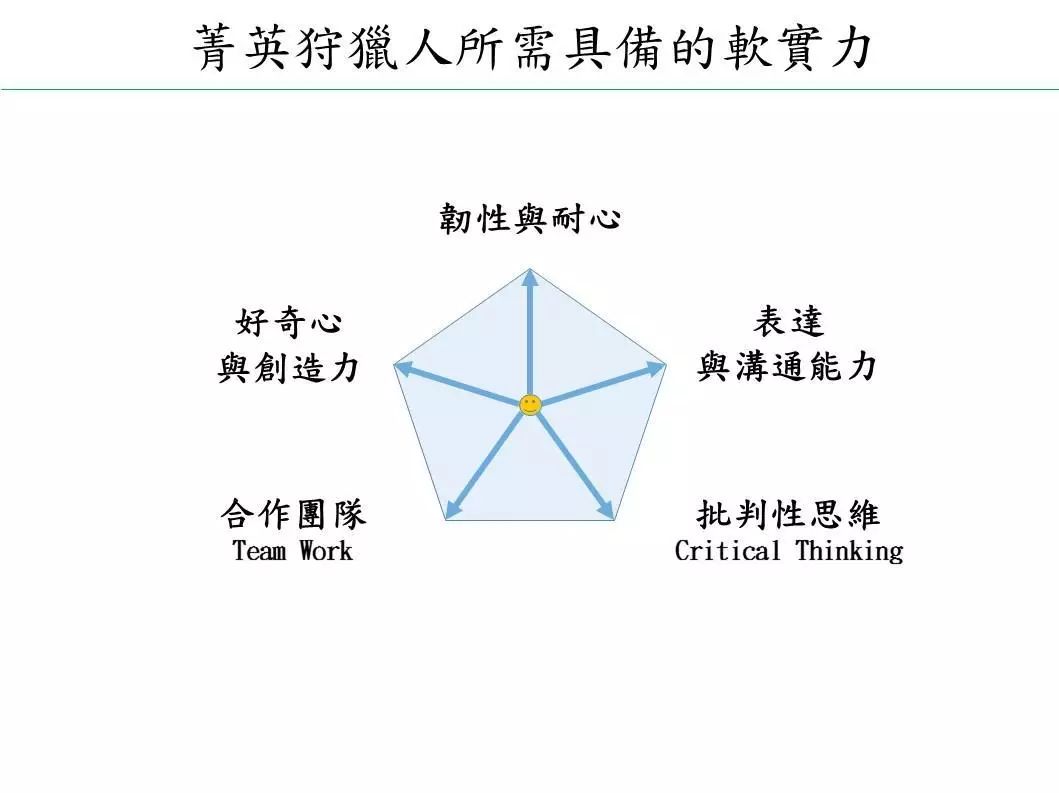 菁英狩獵人所需具備的軟實力
韌性與耐心
好奇心
與創造力
表達
與溝通能力
合作團隊
Team Work
批判性思維
Critical Thinking